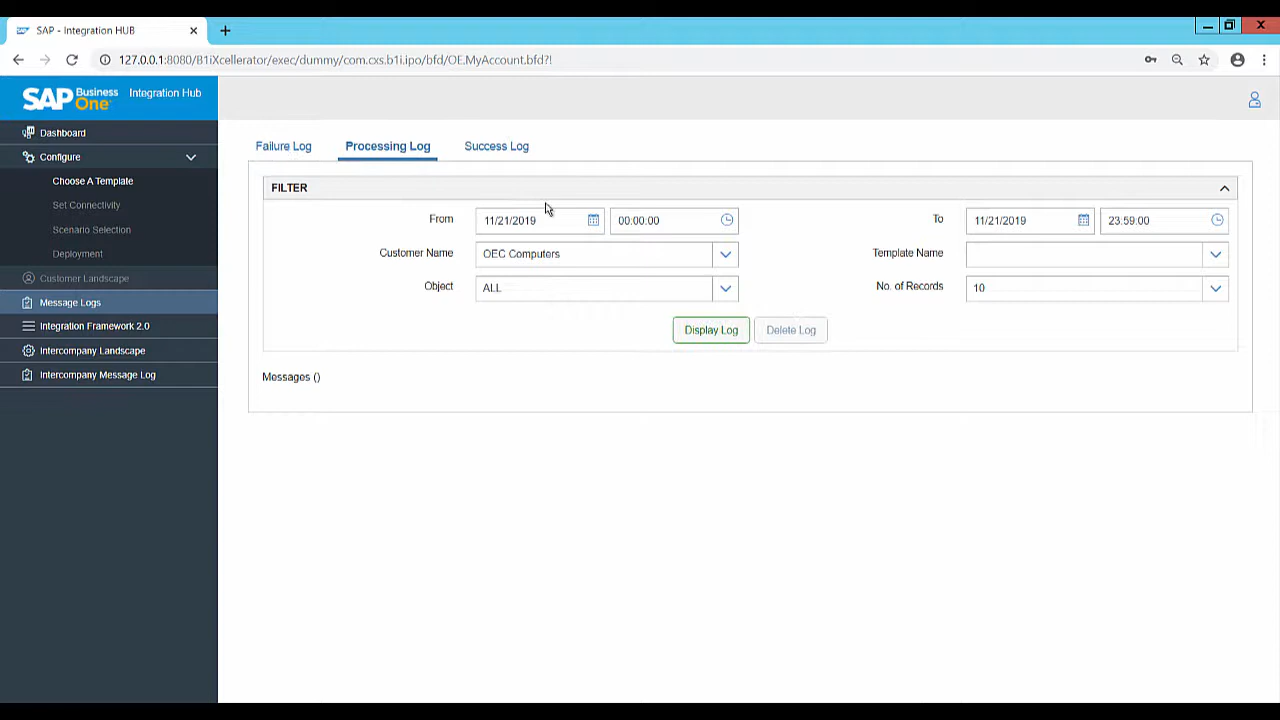 SAP - Integration HUB
127.0.0.1:8080/B1iXcellerator/exec/dummy/com.cxs.b1i.ipo/bfd/OE.MyAccount.bfd?!
SAP Business One Integration Hub
Dashboard
Configure
Choose A Template
Set Connectivity
Scenario Selection
Deployment
Customer Landscape
Message Logs
Integration Framework 2.0
Intercompany Landscape
Intercompany Message Log
Failure Log Processing Log Success Log
FILTER
From 11/21/2019 00:00:00 To 11/21/2019 23:59:00
Customer Name OEC Computers Template Name
Object ALL No. of Records 10
Display Log Delete Log
Messages ()